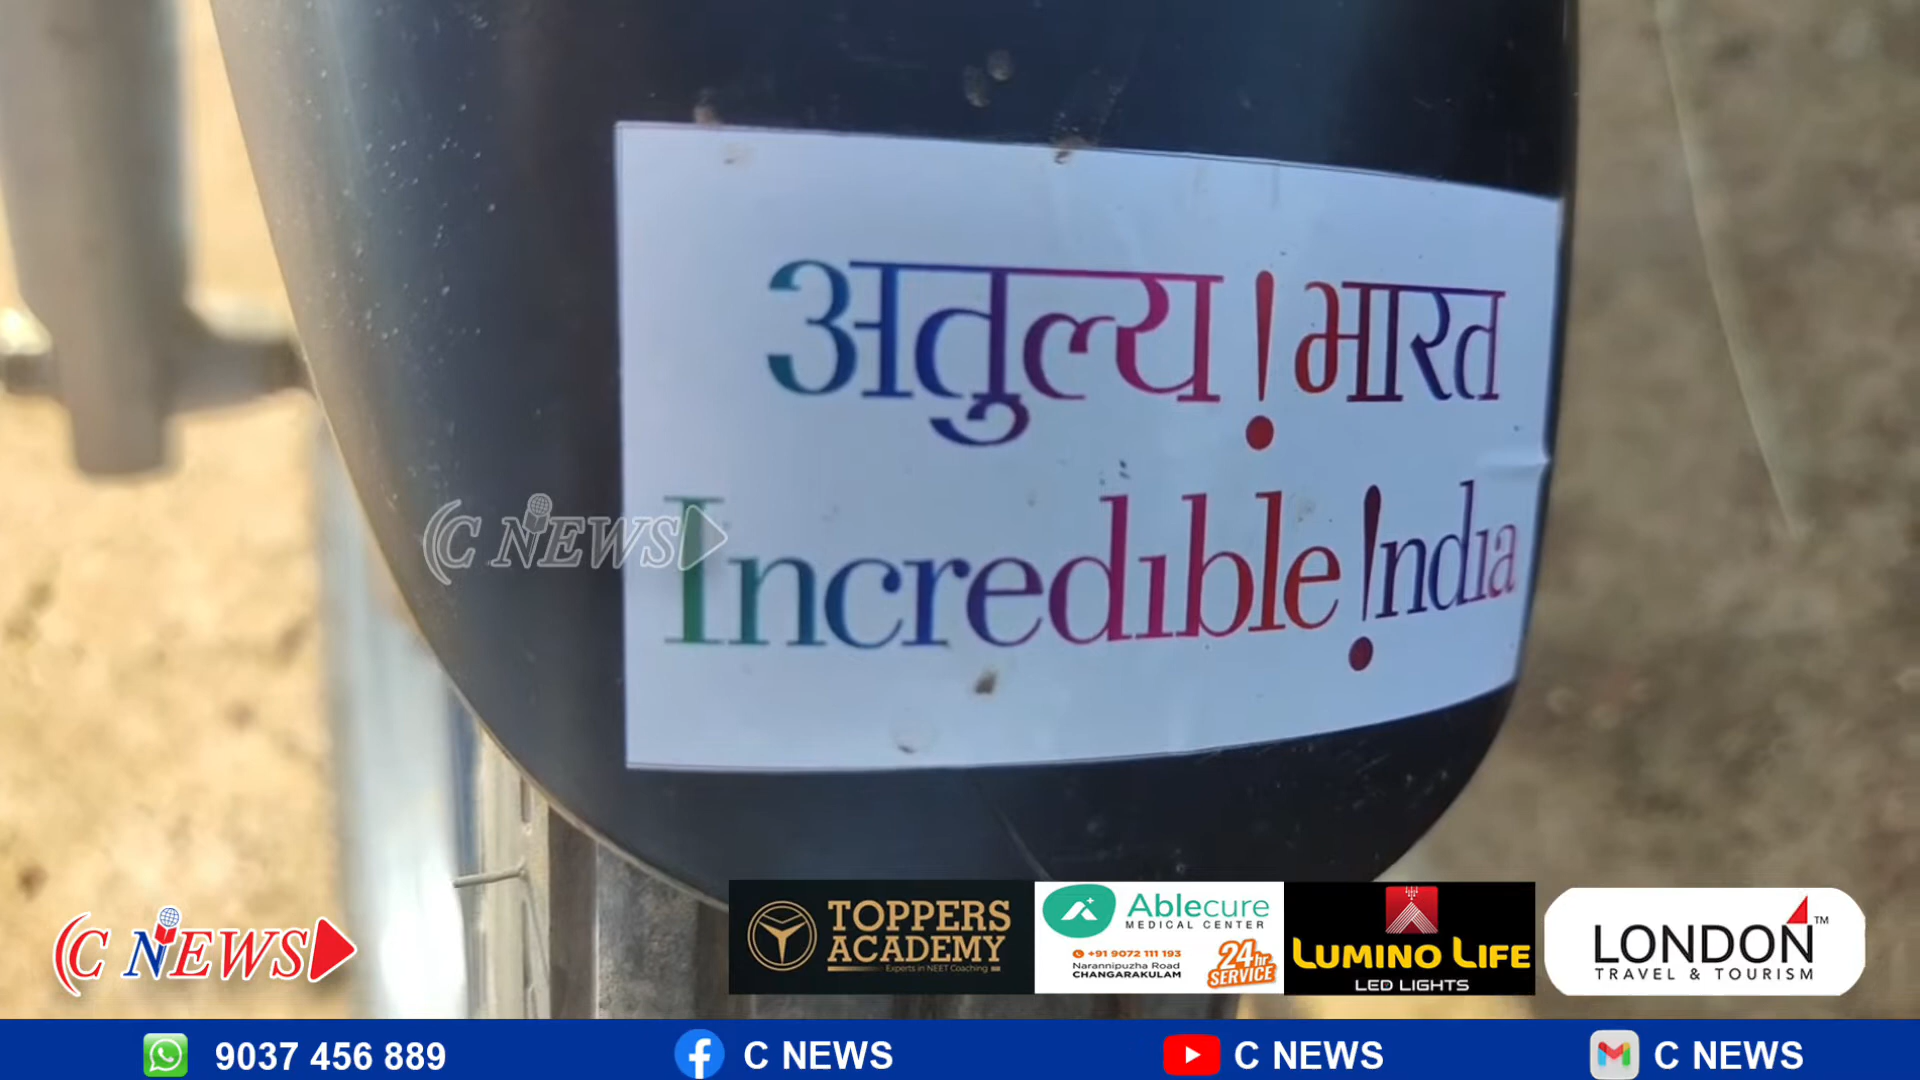 अतुल्य!भारत
Incredible!ndia
C NEWS
C NEWS
TOPPERS
ACADEMY
Experts in NEET Coaching
Ablecure
MEDICAL CENTER
+91 9072 111 193
Narannipuzha Road
CHANGARAKULAM
24hr
SERVICE
LUMINO LIFE
LED LIGHTS
LONDON™
TRAVEL & TOURISM
9037 456 889
C NEWS
C NEWS
C NEWS